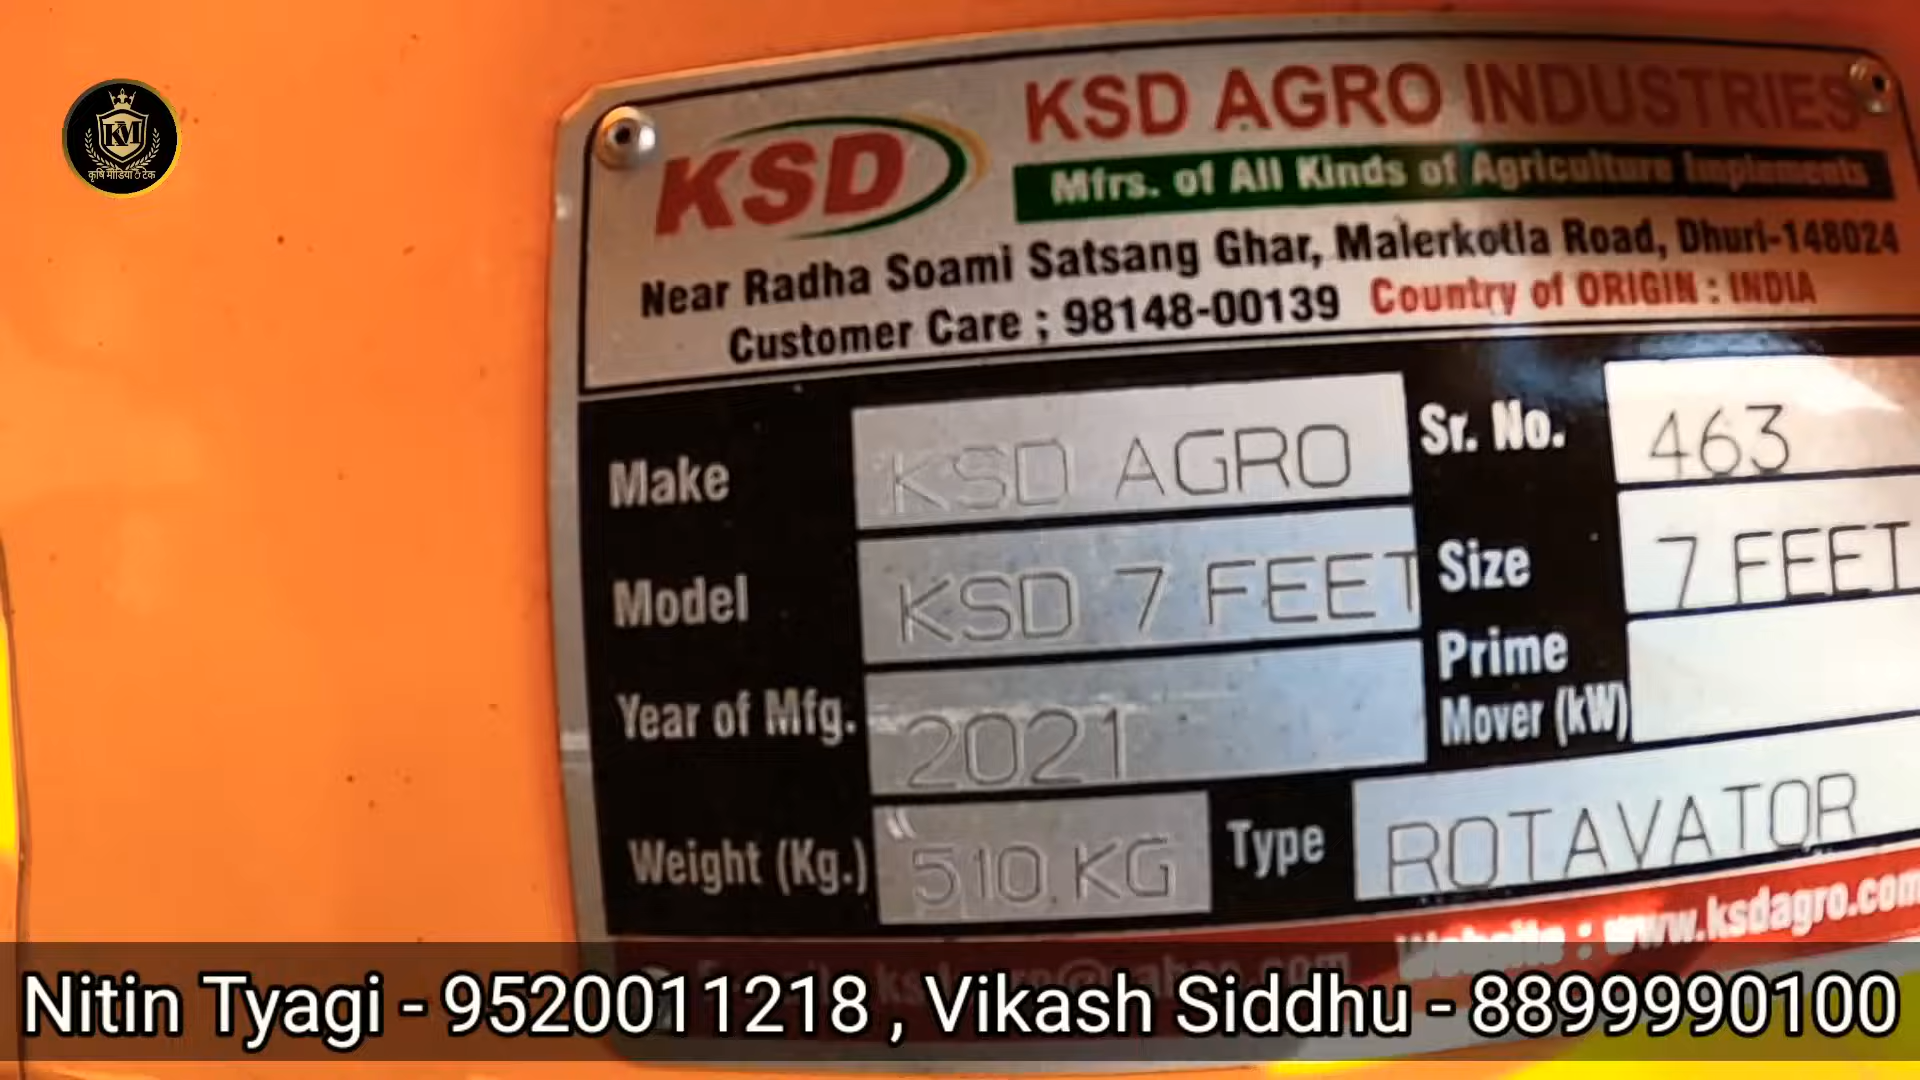 KM
कृषि मीडिया टेक
KSD
KSD AGRO INDUSTRIES
Mfrs. of All Kinds of Agriculture Implements
Near Radha Soami Satsang Ghar, Malerkotla Road, Dhuri-148024
Customer Care ; 98148-00139 Country of ORIGIN : INDIA
Make KSD AGRO Sr. No. 463
Model KSD 7 FEET Size 7 FEET
Year of Mfg. 2021 Prime Mover (kW)
Weight (Kg.) 510 KG Type ROTAVATOR
Website : www.ksdagro.com
Nitin Tyagi - 9520011218 , Vikash Siddhu - 8899990100